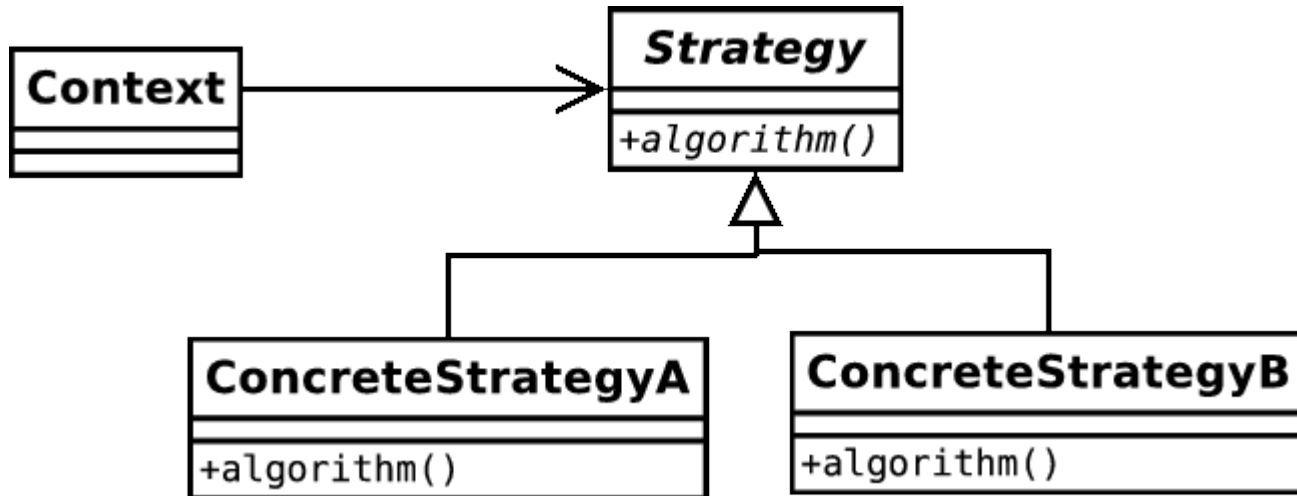 Context
Strategy
+algorithm()
ConcreteStrategyA
+algorithm()
ConcreteStrategyB
+algorithm()